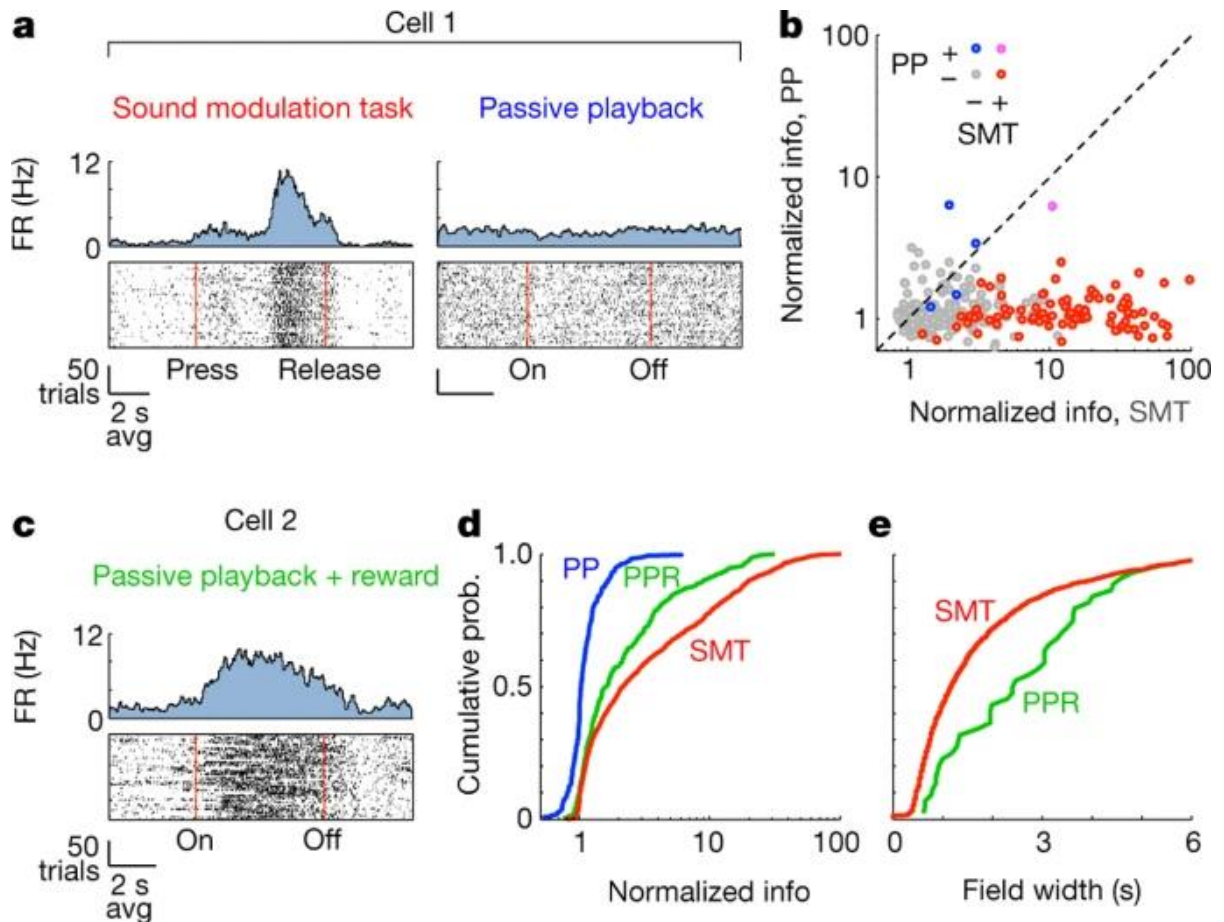 a
Cell 1
Sound modulation task
Passive playback
FR (Hz)
12
0
Press
Release
On
Off
50
trials
2 s
avg
b
Normalized info, PP
100
10
1
PP
+
−
− +
SMT
1
10
100
Normalized info, SMT
c
Cell 2
Passive playback + reward
FR (Hz)
12
0
On
Off
50
trials
2 s
avg
d
Cumulative prob.
1.0
0.5
0
PP
PPR
SMT
1
10
100
Normalized info
e
SMT
PPR
0
3
6
Field width (s)